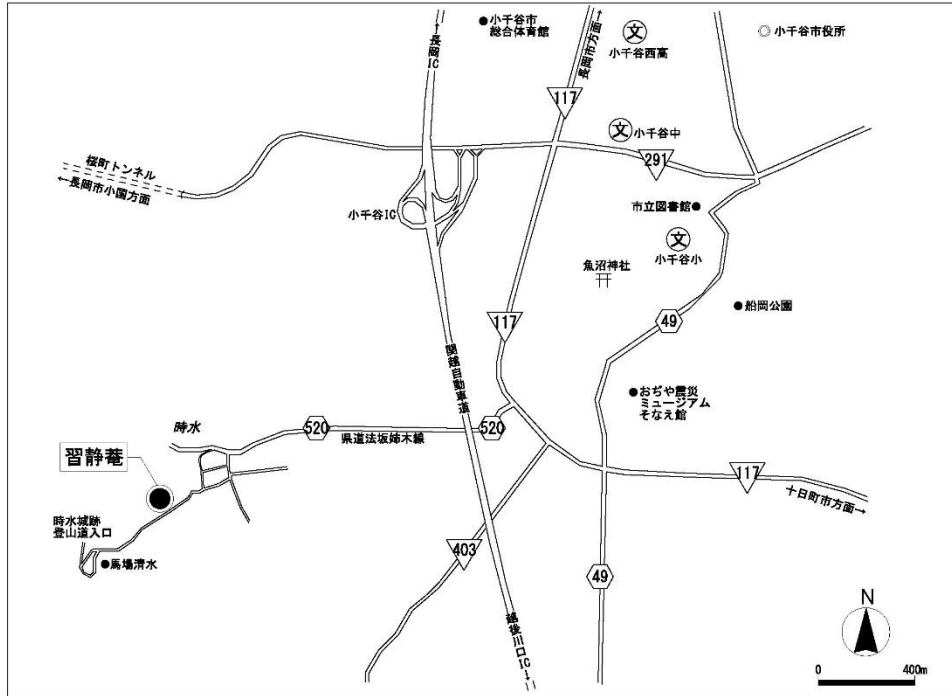 ←長岡IC
小千谷市
総合体育館
長岡市方面→
文
小千谷西高
小千谷市役所
117
文
小千谷中
291
桜町トンネル
←長岡市小国方面
小千谷IC
市立図書館
文
小千谷小
魚沼神社
船岡公園
49
117
関越自動車道
おぢや震災
ミュージアム
そなえ館
時水
520
県道法坂姉木線
520
習静菴
117
十日町市方面→
時水城跡
登山道入口
馬場清水
403
49
越後川口IC→
N
0
400m